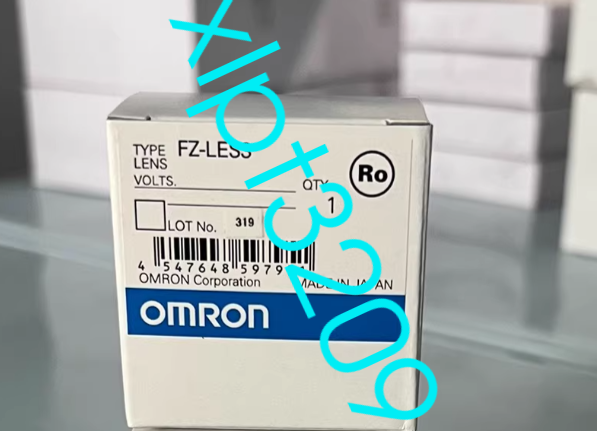 TYPE FZ-LES3
LENS
VOLTS.
QTY
1
Ro
LOT No. 319
4 547648 5979
OMRON Corporation MADE IN JAPAN
OMRON
xlpt3209